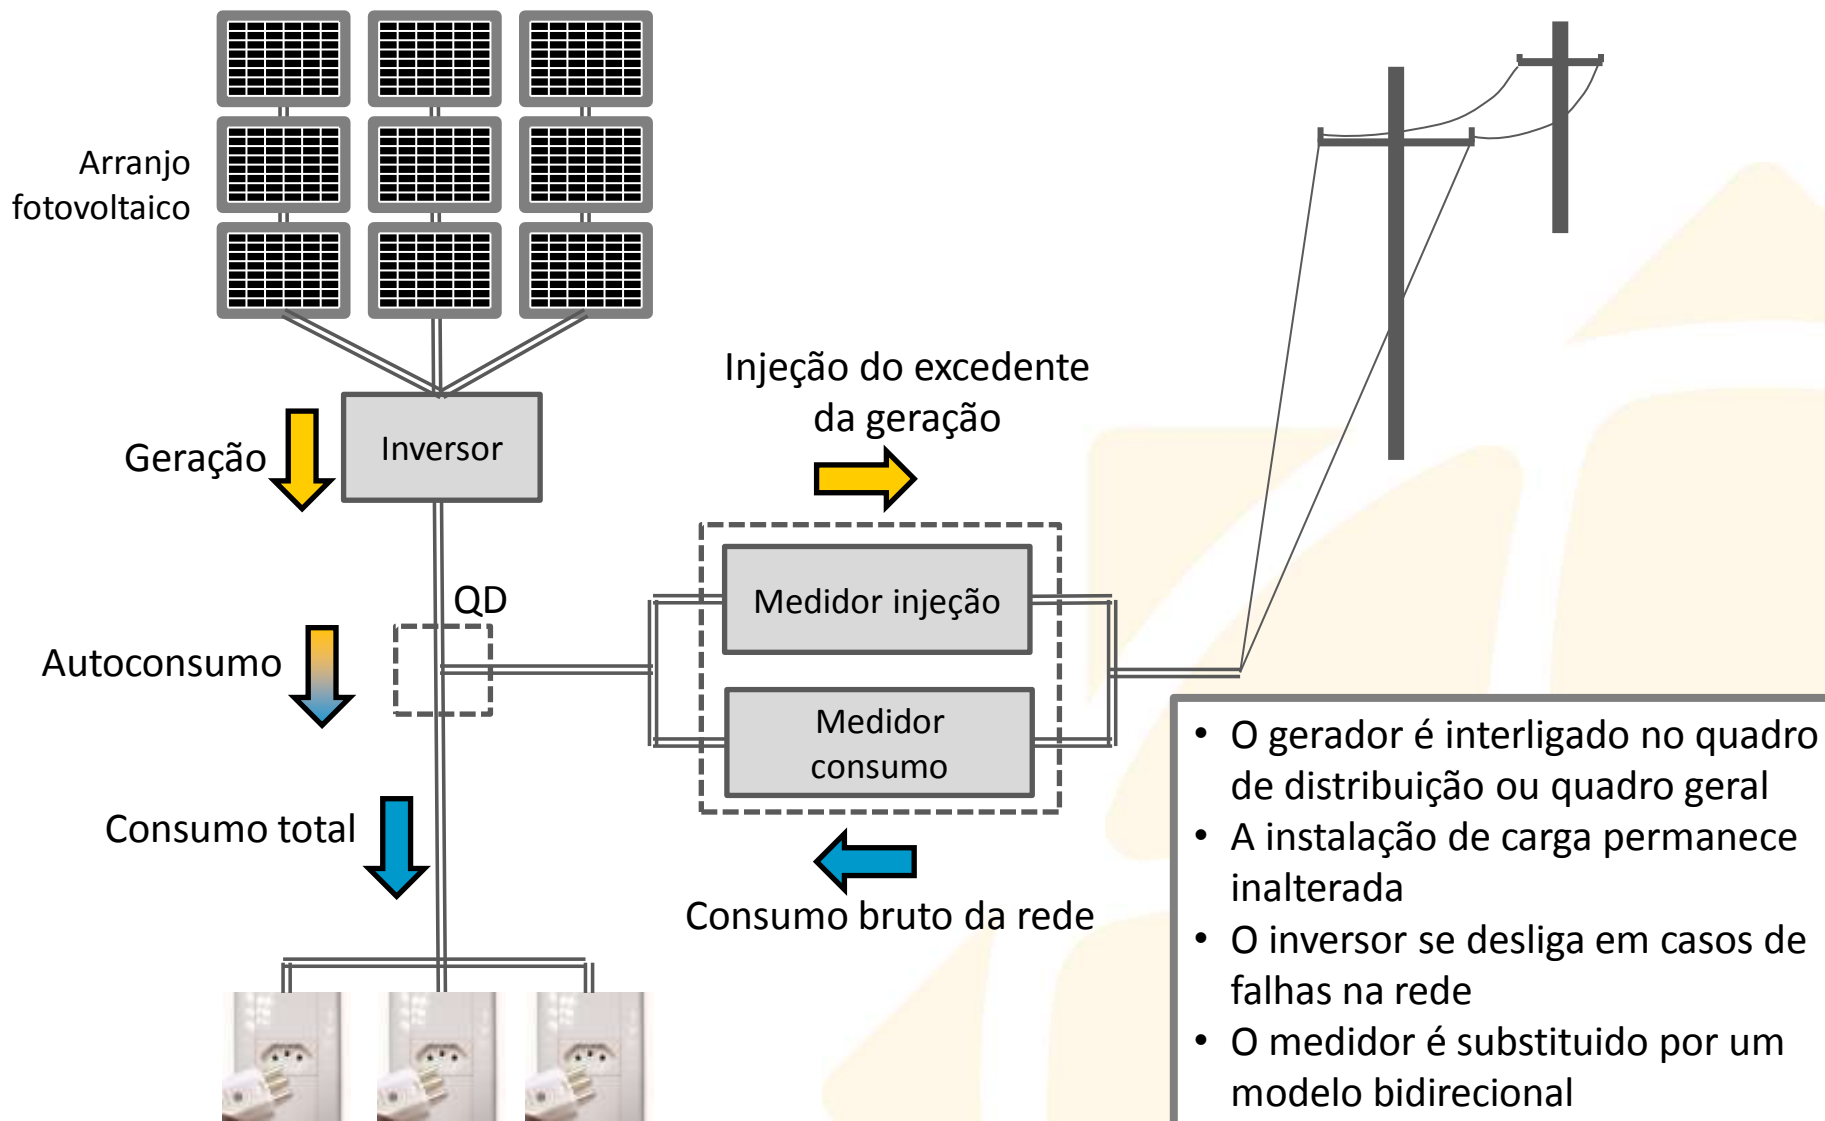 Arranjo
fotovoltaico
Geração
Inversor
Injeção do excedente
da geração
QD
Autoconsumo
Medidor injeção
Medidor
consumo
Consumo total
Consumo bruto da rede
• O gerador é interligado no quadro
de distribuição ou quadro geral
• A instalação de carga permanece
inalterada
• O inversor se desliga em casos de
falhas na rede
• O medidor é substituido por um
modelo bidirecional